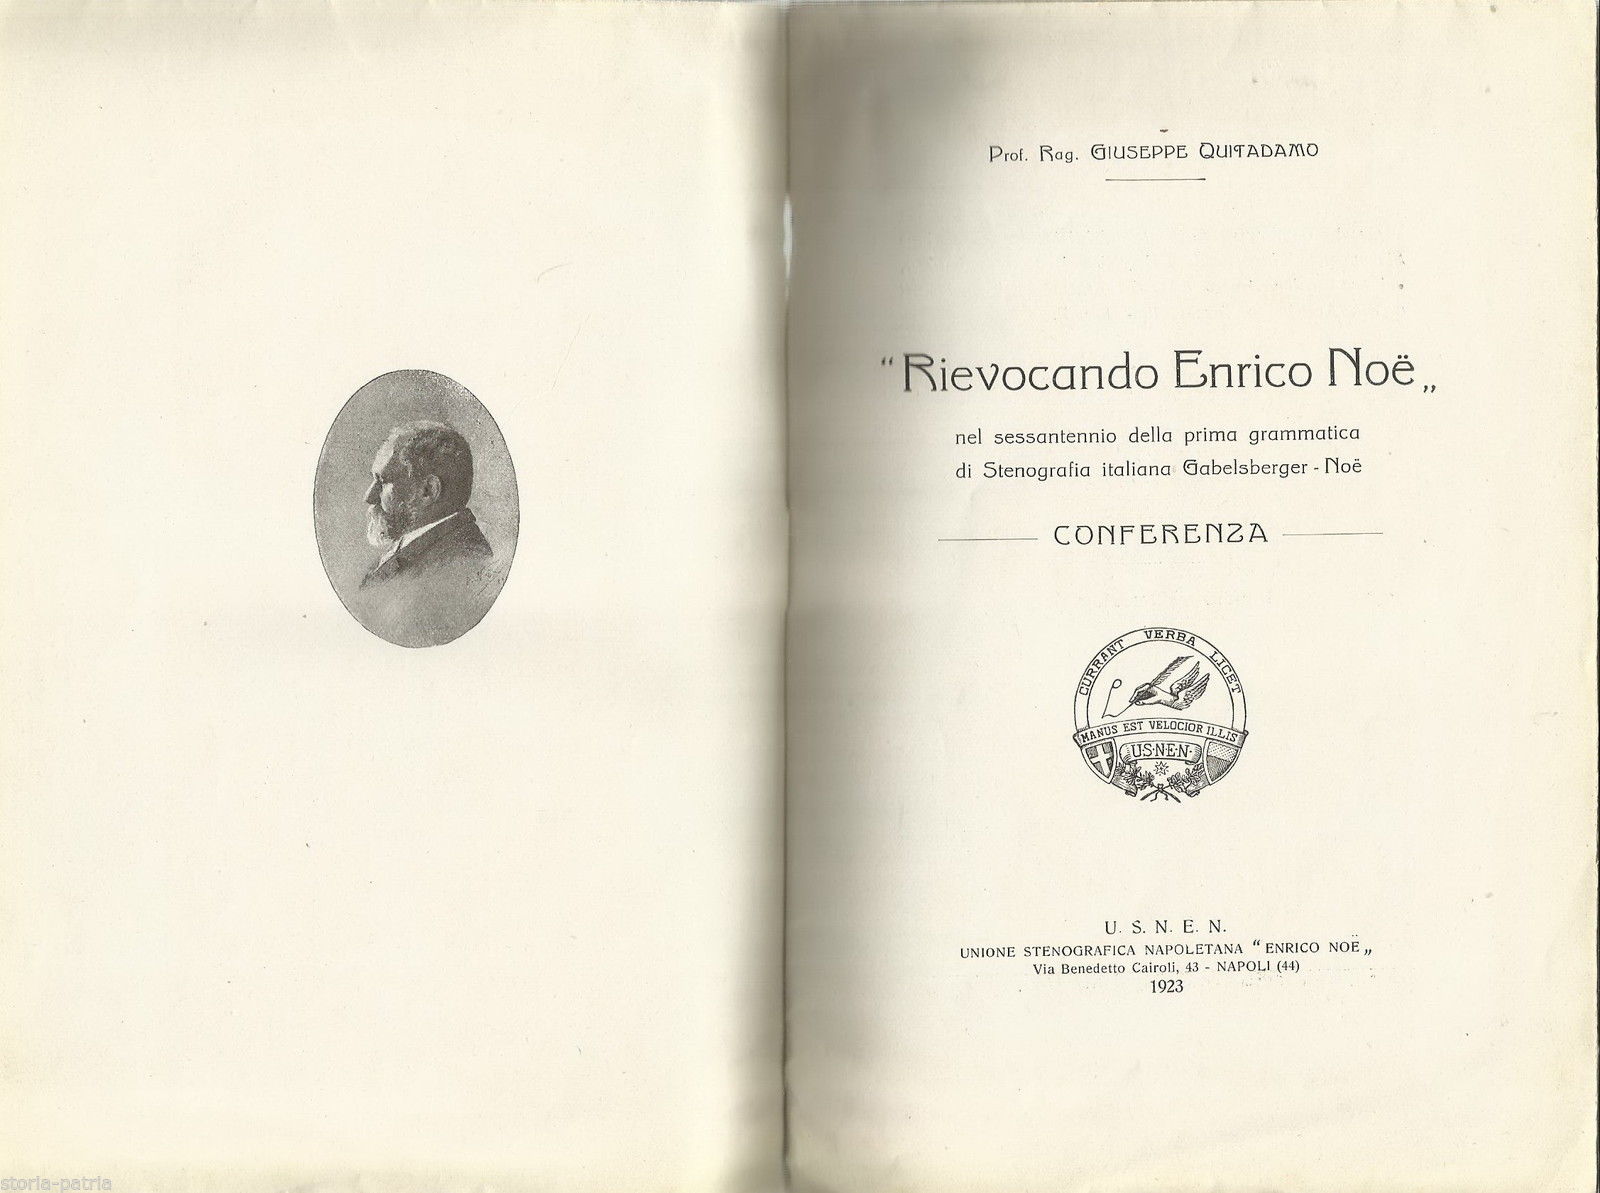 Prof. Rag. GIUSEPPE QUITADAMO
“Rievocando Enrico Noë„
nel sessantennio della prima grammatica
di Stenografia italiana Gabelsberger - Noë
CONFERENZA
CURRANT VERBA LICET
MANUS EST VELOCIOR ILLIS
U·S·N·E·N·
U. S. N. E. N.
UNIONE STENOGRAFICA NAPOLETANA “ENRICO NOË„
Via Benedetto Cairoli, 43 - NAPOLI (44)
1923
storia-patria